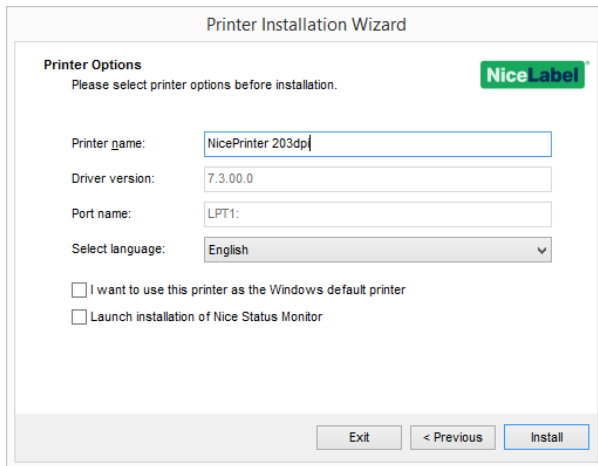 Printer Installation Wizard
Printer Options
Please select printer options before installation.
NiceLabel
Printer name: NicePrinter 203dpi
Driver version: 7.3.00.0
Port name: LPT1:
Select language: English
I want to use this printer as the Windows default printer
Launch installation of Nice Status Monitor
Exit < Previous Install